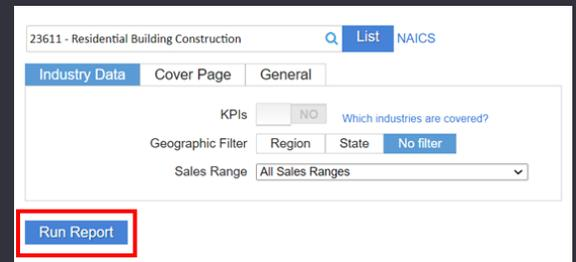 23611 - Residential Building Construction List NAICS
Industry Data Cover Page General
KPIs NO Which industries are covered?
Geographic Filter Region State No filter
Sales Range All Sales Ranges
Run Report